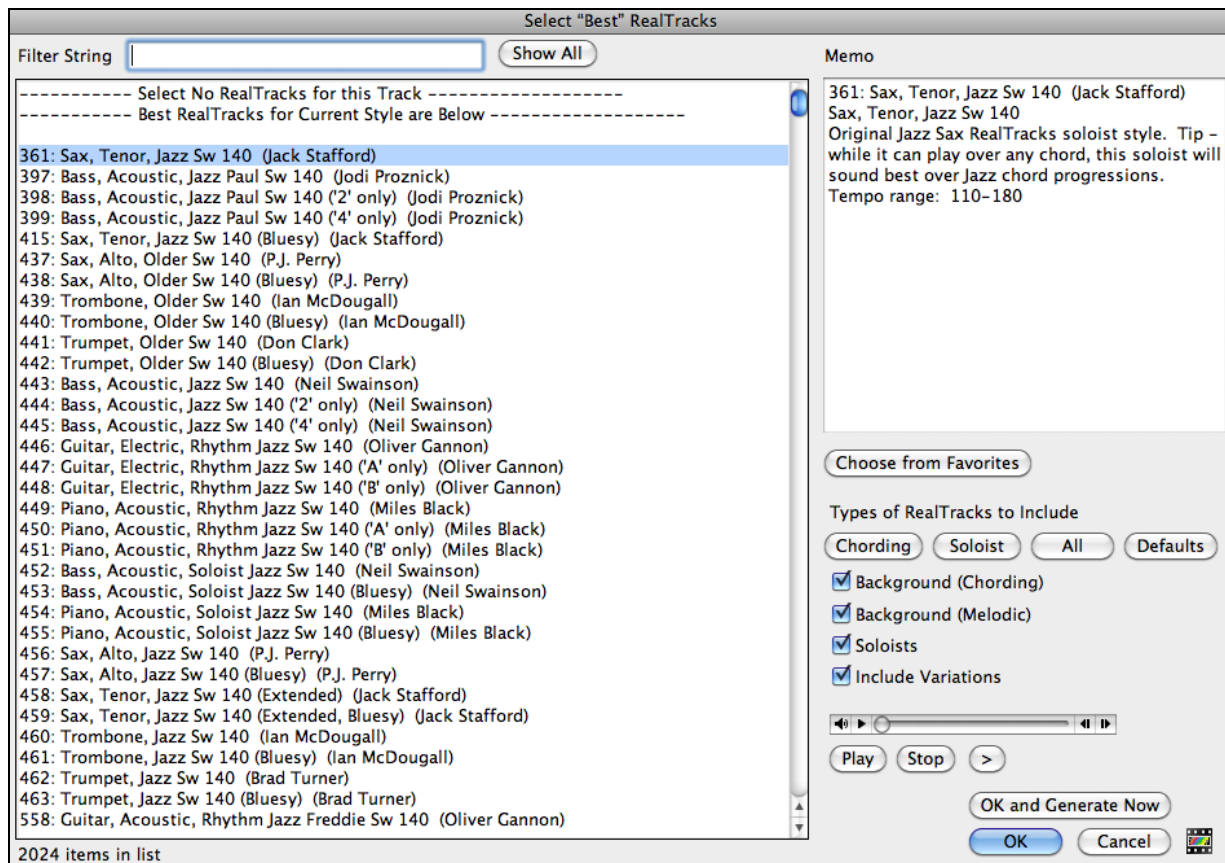 Select “Best” RealTracks
Filter String
Show All
----------- Select No RealTracks for this Track -------------------
----------- Best RealTracks for Current Style are Below -------------------
361: Sax, Tenor, Jazz Sw 140 (Jack Stafford)
397: Bass, Acoustic, Jazz Paul Sw 140 (Jodi Proznick)
398: Bass, Acoustic, Jazz Paul Sw 140 ('2' only) (Jodi Proznick)
399: Bass, Acoustic, Jazz Paul Sw 140 ('4' only) (Jodi Proznick)
415: Sax, Tenor, Jazz Sw 140 (Bluesy) (Jack Stafford)
437: Sax, Alto, Older Sw 140 (P.J. Perry)
438: Sax, Alto, Older Sw 140 (Bluesy) (P.J. Perry)
439: Trombone, Older Sw 140 (Ian McDougall)
440: Trombone, Older Sw 140 (Bluesy) (Ian McDougall)
441: Trumpet, Older Sw 140 (Don Clark)
442: Trumpet, Older Sw 140 (Bluesy) (Don Clark)
443: Bass, Acoustic, Jazz Sw 140 (Neil Swainson)
444: Bass, Acoustic, Jazz Sw 140 ('2' only) (Neil Swainson)
445: Bass, Acoustic, Jazz Sw 140 ('4' only) (Neil Swainson)
446: Guitar, Electric, Rhythm Jazz Sw 140 (Oliver Gannon)
447: Guitar, Electric, Rhythm Jazz Sw 140 ('A' only) (Oliver Gannon)
448: Guitar, Electric, Rhythm Jazz Sw 140 ('B' only) (Oliver Gannon)
449: Piano, Acoustic, Rhythm Jazz Sw 140 (Miles Black)
450: Piano, Acoustic, Rhythm Jazz Sw 140 ('A' only) (Miles Black)
451: Piano, Acoustic, Rhythm Jazz Sw 140 ('B' only) (Miles Black)
452: Bass, Acoustic, Soloist Jazz Sw 140 (Neil Swainson)
453: Bass, Acoustic, Soloist Jazz Sw 140 (Bluesy) (Neil Swainson)
454: Piano, Acoustic, Soloist Jazz Sw 140 (Miles Black)
455: Piano, Acoustic, Soloist Jazz Sw 140 (Bluesy) (Miles Black)
456: Sax, Alto, Jazz Sw 140 (P.J. Perry)
457: Sax, Alto, Jazz Sw 140 (Bluesy) (P.J. Perry)
458: Sax, Tenor, Jazz Sw 140 (Extended) (Jack Stafford)
459: Sax, Tenor, Jazz Sw 140 (Extended, Bluesy) (Jack Stafford)
460: Trombone, Jazz Sw 140 (Ian McDougall)
461: Trombone, Jazz Sw 140 (Bluesy) (Ian McDougall)
462: Trumpet, Jazz Sw 140 (Brad Turner)
463: Trumpet, Jazz Sw 140 (Bluesy) (Brad Turner)
558: Guitar, Acoustic, Rhythm Jazz Freddie Sw 140 (Oliver Gannon)
2024 items in list
Memo
361: Sax, Tenor, Jazz Sw 140 (Jack Stafford)
Sax, Tenor, Jazz Sw 140
Original Jazz Sax RealTracks soloist style. Tip -
while it can play over any chord, this soloist will
sound best over Jazz chord progressions.
Tempo range: 110-180
Choose from Favorites
Types of RealTracks to Include
Chording Soloist All Defaults
Background (Chording)
Background (Melodic)
Soloists
Include Variations
Play Stop >
OK and Generate Now
OK Cancel